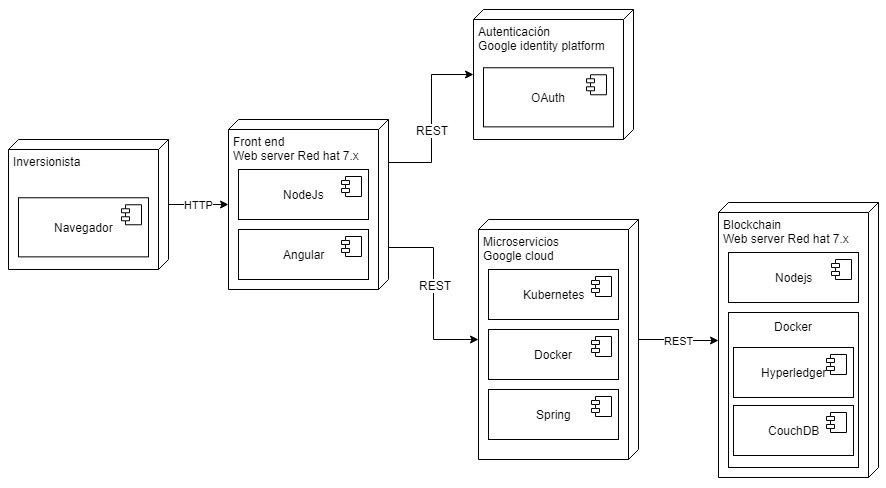 Autenticación
Google identity platform
OAuth
REST
Inversionista
Navegador
HTTP
Front end
Web server Red hat 7.x
NodeJs
Angular
REST
Microservicios
Google cloud
Kubernetes
Docker
Spring
REST
Blockchain
Web server Red hat 7.x
Nodejs
Docker
Hyperledger
CouchDB